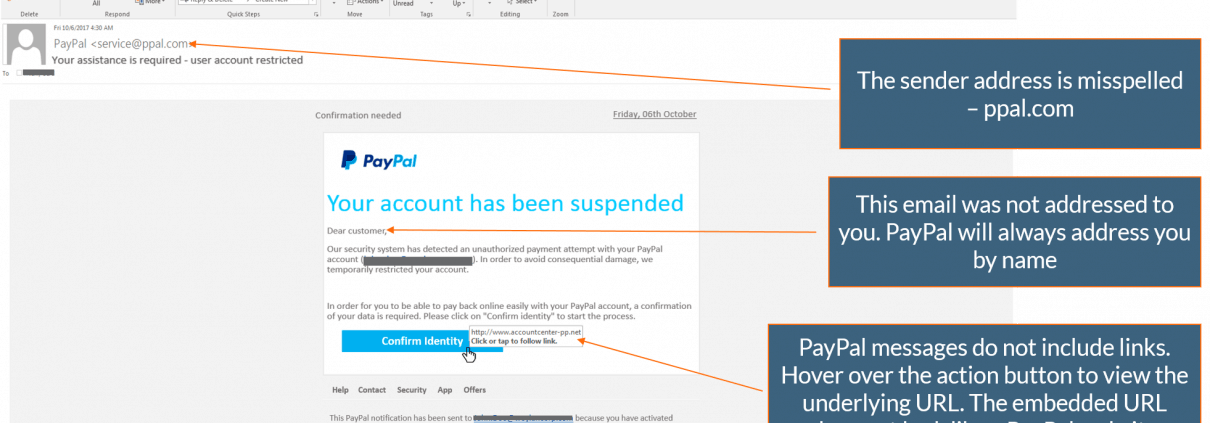 Delete
All
Respond
More
Reply & Delete
Create New
Quick Steps
Move
Actions
Unread
Up
Tags
Select
Editing
Zoom
Fri 10/6/2017 4:30 AM
PayPal <service@ppal.com>
Your assistance is required - user account restricted
To
The sender address is misspelled
– ppal.com
Confirmation needed
Friday, 06th October
PayPal
Your account has been suspended
Dear customer,
This email was not addressed to
you. PayPal will always address you
by name
Our security system has detected an unauthorized payment attempt with your PayPal
account ( ). In order to avoid consequential damage, we
temporarily restricted your account.
In order for you to be able to pay back online easily with your PayPal account, a confirmation
of your data is required. Please click on "Confirm identity" to start the process.
Confirm Identity
http://www.accountcenter-pp.net
Click or tap to follow link.
PayPal messages do not include links.
Hover over the action button to view the
underlying URL. The embedded URL
Help Contact Security App Offers
This PayPal notification has been sent to because you have activated